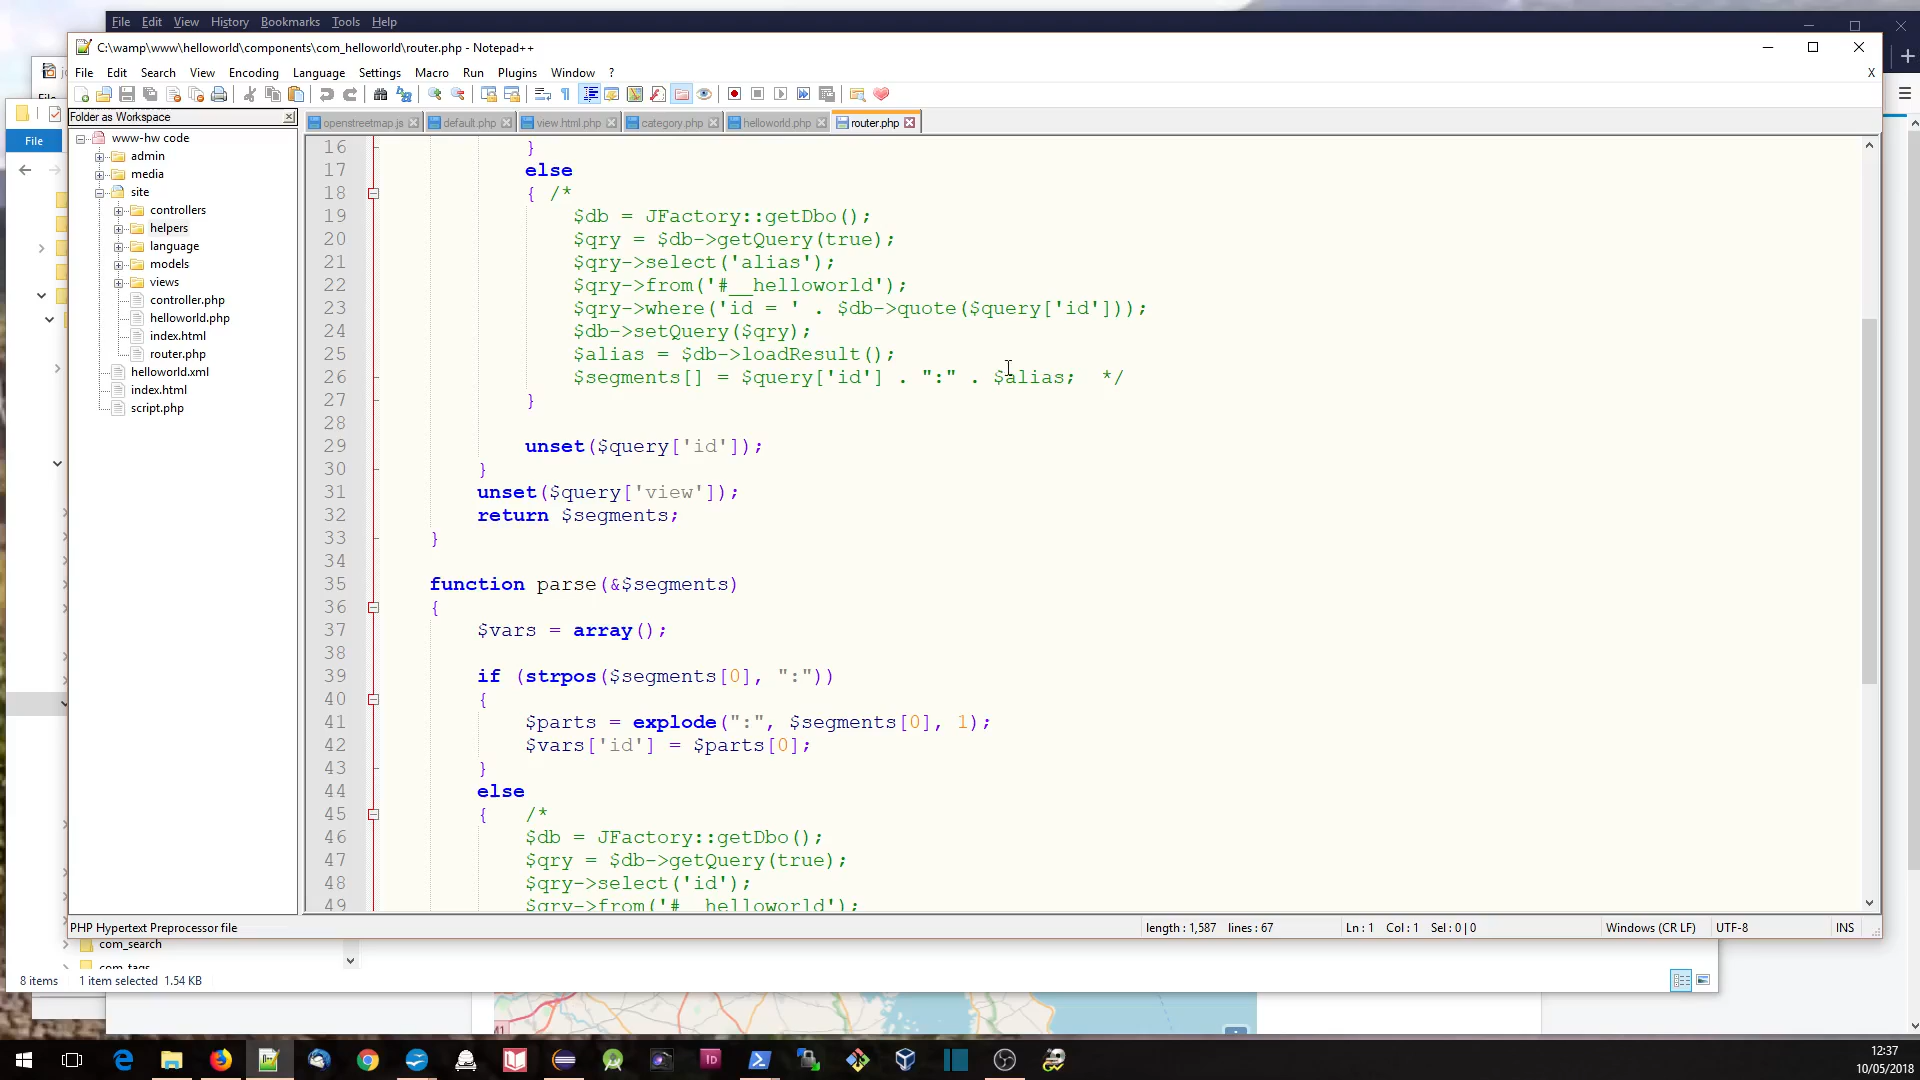 File Edit View History Bookmarks Tools Help
C:\wamp\www\helloworld\components\com_helloworld\router.php - Notepad++
File Edit Search View Encoding Language Settings Macro Run Plugins Window ?
X
Folder as Workspace
openstreetmap.js default.php view.html.php category.php helloworld.php router.php
File
www-hw code
admin
media
site
controllers
helpers
language
models
views
controller.php
helloworld.php
index.html
router.php
helloworld.xml
index.html
script.php
16 }
17 else
18 { /*
19 $db = JFactory::getDbo();
20 $qry = $db->getQuery(true);
21 $qry->select('alias');
22 $qry->from('#__helloworld');
23 $qry->where('id = ' . $db->quote($query['id']));
24 $db->setQuery($qry);
25 $alias = $db->loadResult();
26 $segments[] = $query['id'] . ":" . $alias; */
27 }
28
29 unset($query['id']);
30 }
31 unset($query['view']);
32 return $segments;
33 }
34
35 function parse(&$segments)
36 {
37 $vars = array();
38
39 if (strpos($segments[0], ":"))
40 {
41 $parts = explode(":", $segments[0], 1);
42 $vars['id'] = $parts[0];
43 }
44 else
45 { /*
46 $db = JFactory::getDbo();
47 $qry = $db->getQuery(true);
48 $qry->select('id');
49 $qry->from('#__helloworld');
PHP Hypertext Preprocessor file length : 1,587 lines : 67 Ln : 1 Col : 1 Sel : 0 | 0 Windows (CR LF) UTF-8 INS
com_search
com_tags
8 items 1 item selected 1.54 KB
12:37
10/05/2018